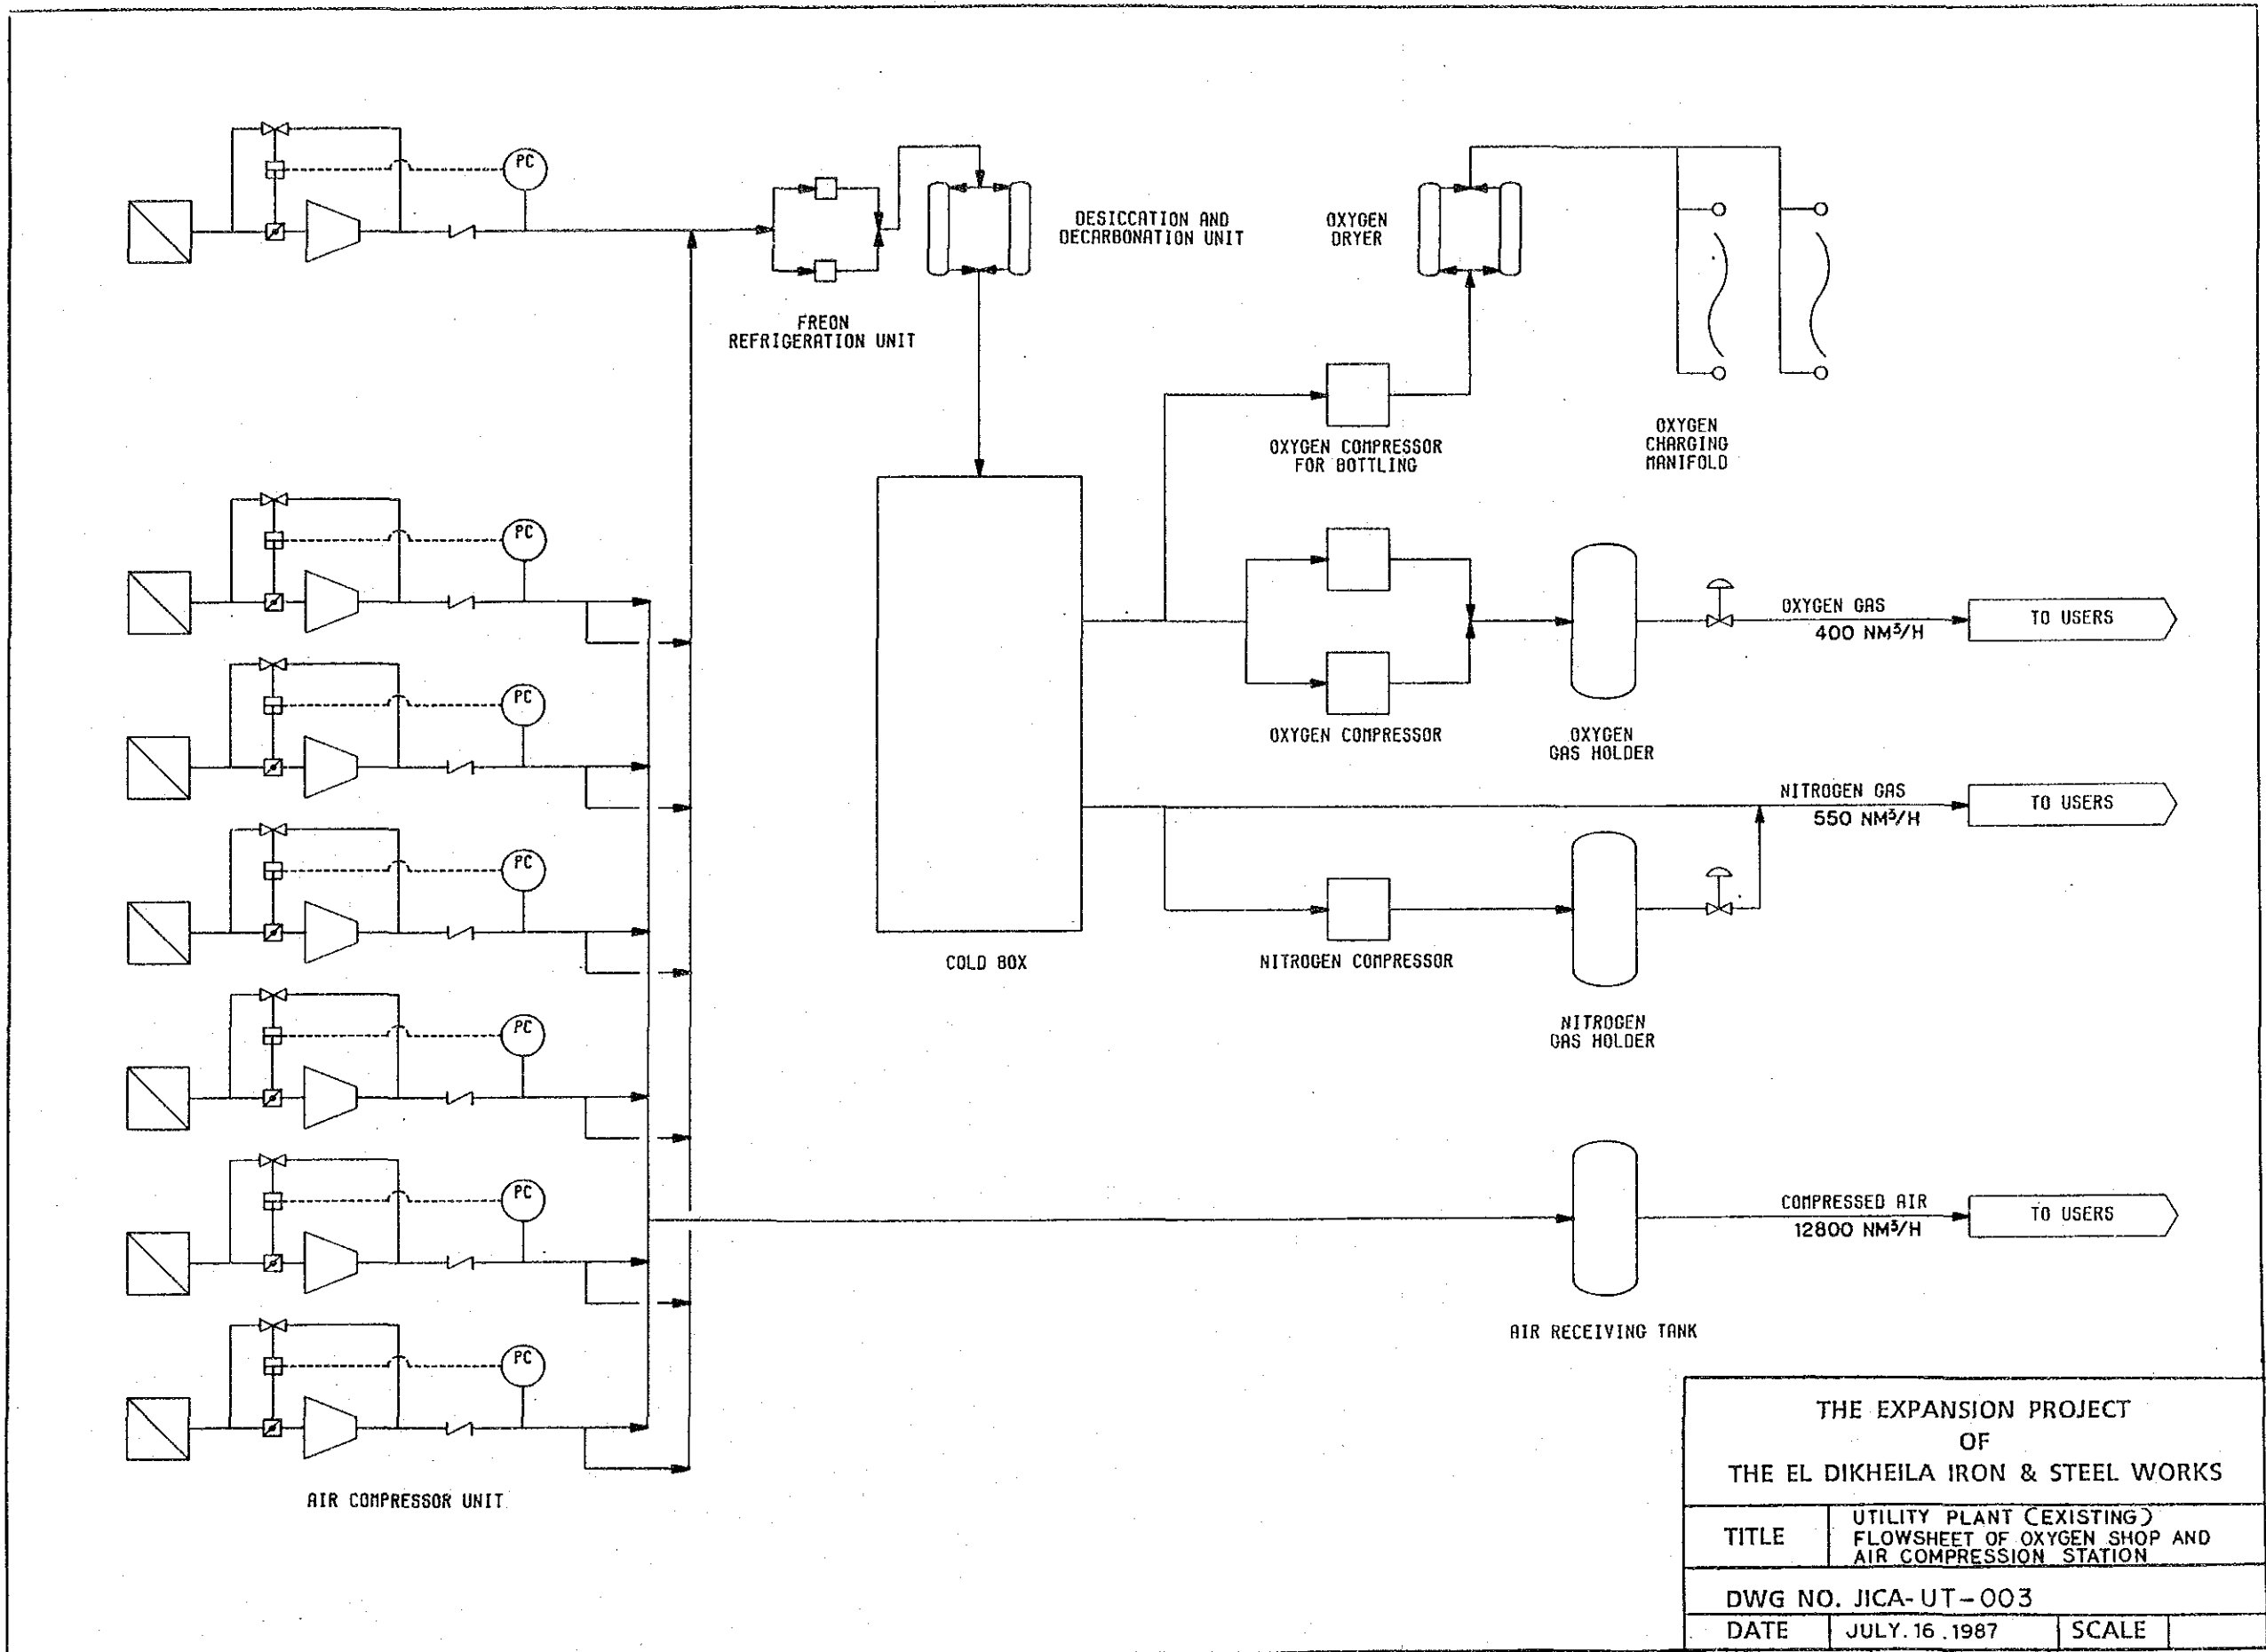 PC
DESICCATION AND
DECARBONATION UNIT
OXYGEN
DRYER
FREON
REFRIGERATION UNIT
OXYGEN
CHARGING
MANIFOLD
OXYGEN COMPRESSOR
FOR BOTTLING
PC
OXYGEN GAS
400 NM³/H
TO USERS
PC
OXYGEN COMPRESSOR
OXYGEN
GAS HOLDER
NITROGEN GAS
550 NM³/H
TO USERS
PC
COLD BOX
NITROGEN COMPRESSOR
NITROGEN
GAS HOLDER
PC
PC
COMPRESSED AIR
12800 NM³/H
TO USERS
AIR RECEIVING TANK
PC
AIR COMPRESSOR UNIT
THE EXPANSION PROJECT
OF
THE EL DIKHEILA IRON & STEEL WORKS
TITLE
UTILITY PLANT (EXISTING)
FLOWSHEET OF OXYGEN SHOP AND
AIR COMPRESSION STATION
DWG NO. JICA-UT-003
DATE JULY.16.1987 SCALE